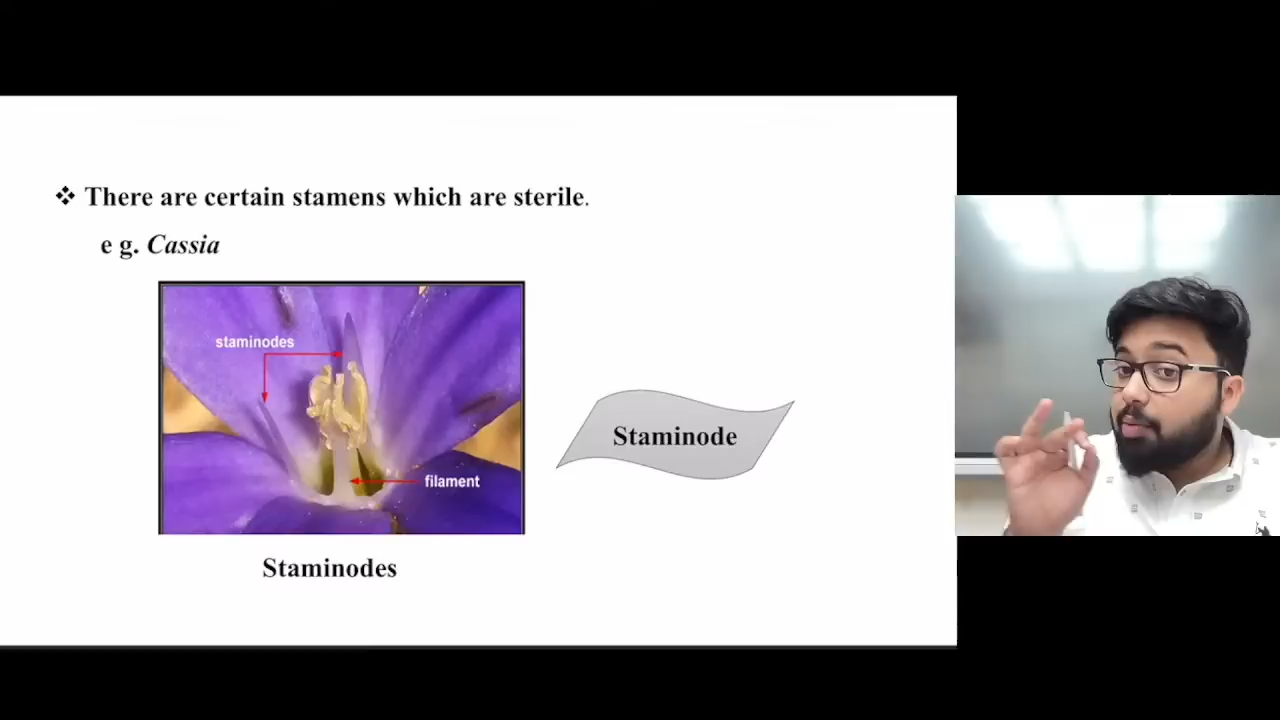 ❖ There are certain stamens which are sterile.
e g. Cassia
staminodes
filament
Staminode
Staminodes